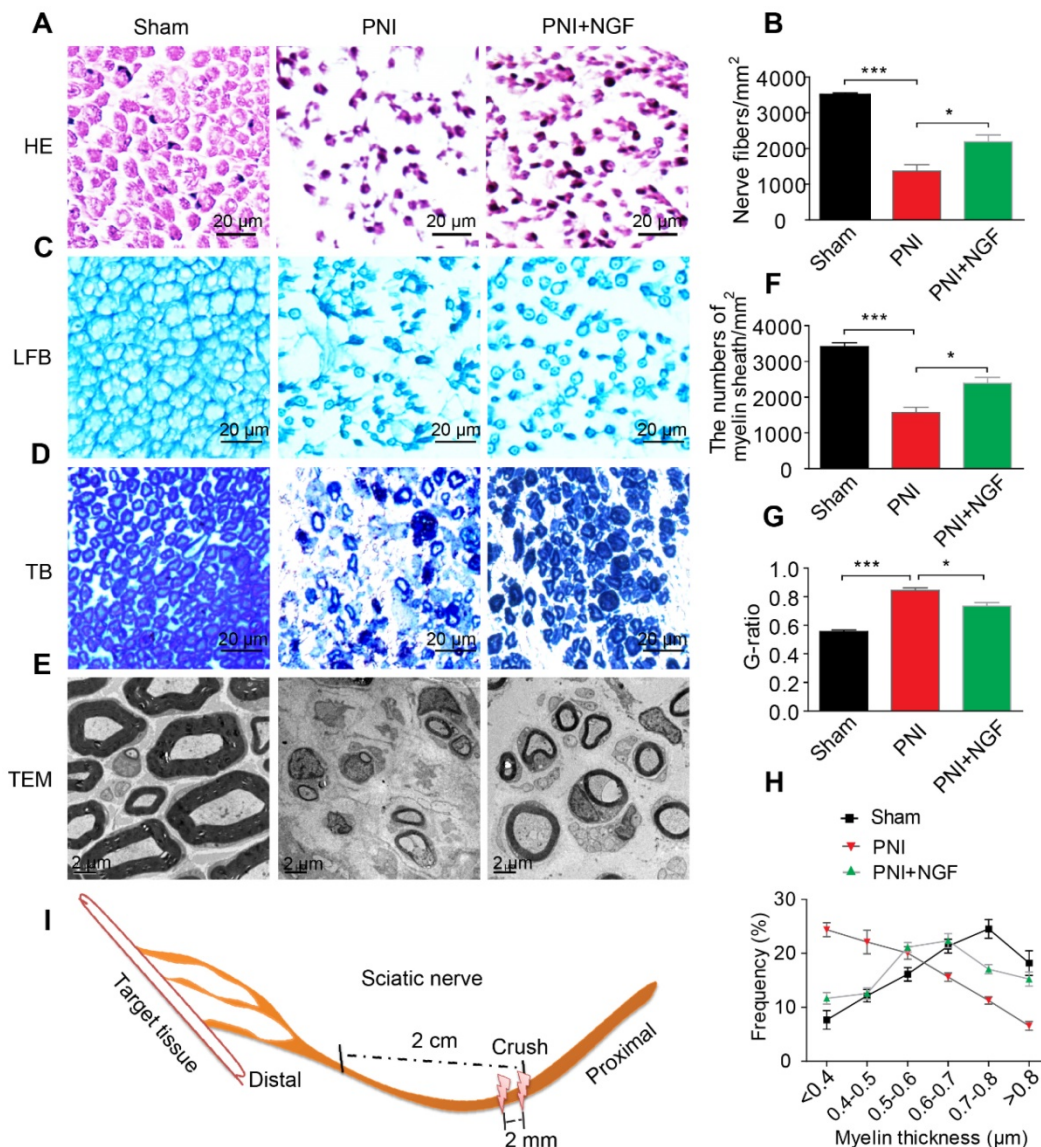 A
Sham
PNI
PNI+NGF
HE
20 µm
20 µm
20 µm
B
Nerve fibers/mm²
4000
3000
2000
1000
0
***
*
Sham
PNI
PNI+NGF
C
LFB
20 µm
20 µm
20 µm
F
The numbers of
myelin sheath/mm²
4000
3000
2000
1000
0
***
*
Sham
PNI
PNI+NGF
D
TB
20 µm
20 µm
20 µm
G
G-ratio
1.0
0.8
0.6
0.4
0.2
0.0
***
*
Sham
PNI
PNI+NGF
E
TEM
2 µm
2 µm
2 µm
H
Sham
PNI
PNI+NGF
Frequency (%)
30
20
10
0
<0.4
0.4-0.5
0.5-0.6
0.6-0.7
0.7-0.8
>0.8
Myelin thickness (µm)
I
Target tissue
Distal
Sciatic nerve
2 cm
Crush
Proximal
2 mm